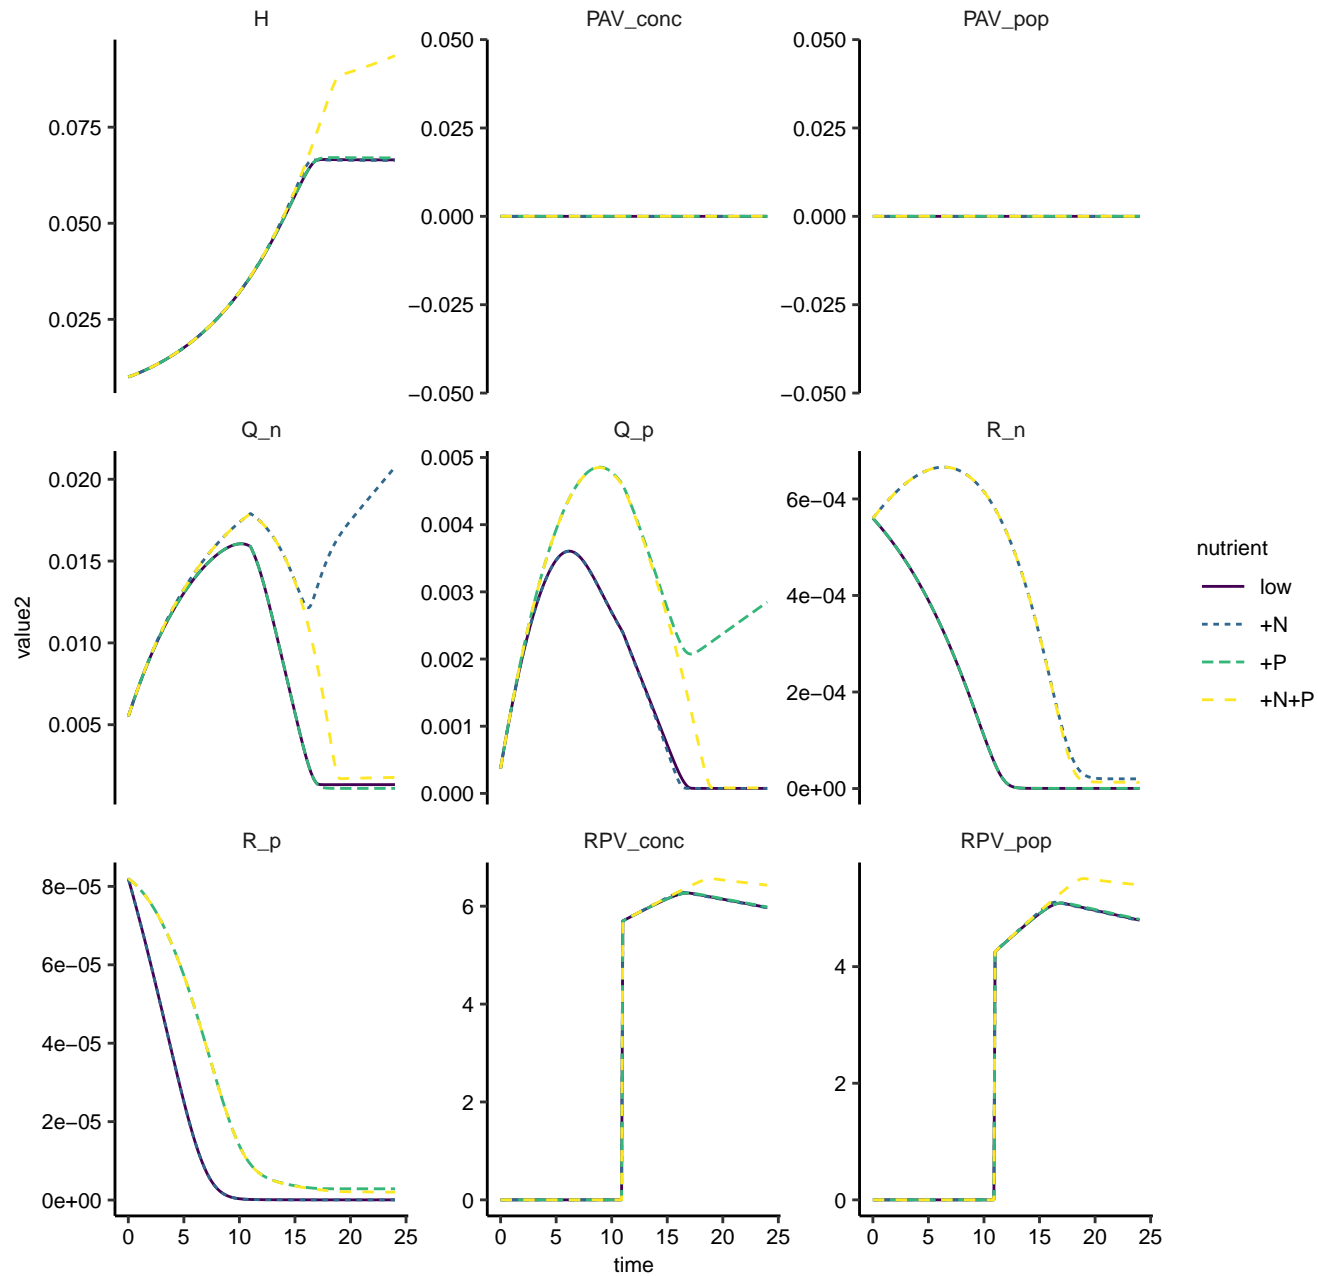 H
PAV_conc
PAV_pop
0.075
0.050
0.025
0.050
0.025
0.000
−0.025
−0.050
0.050
0.025
0.000
−0.025
−0.050
Q_n
Q_p
R_n
0.020
0.015
0.010
0.005
0.005
0.004
0.003
0.002
0.001
0.000
6e−04
4e−04
2e−04
0e+00
R_p
RPV_conc
RPV_pop
8e−05
6e−05
4e−05
2e−05
0e+00
6
4
2
0
4
2
0
0 5 10 15 20 25
0 5 10 15 20 25
0 5 10 15 20 25
time
value2
nutrient
low
+N
+P
+N+P